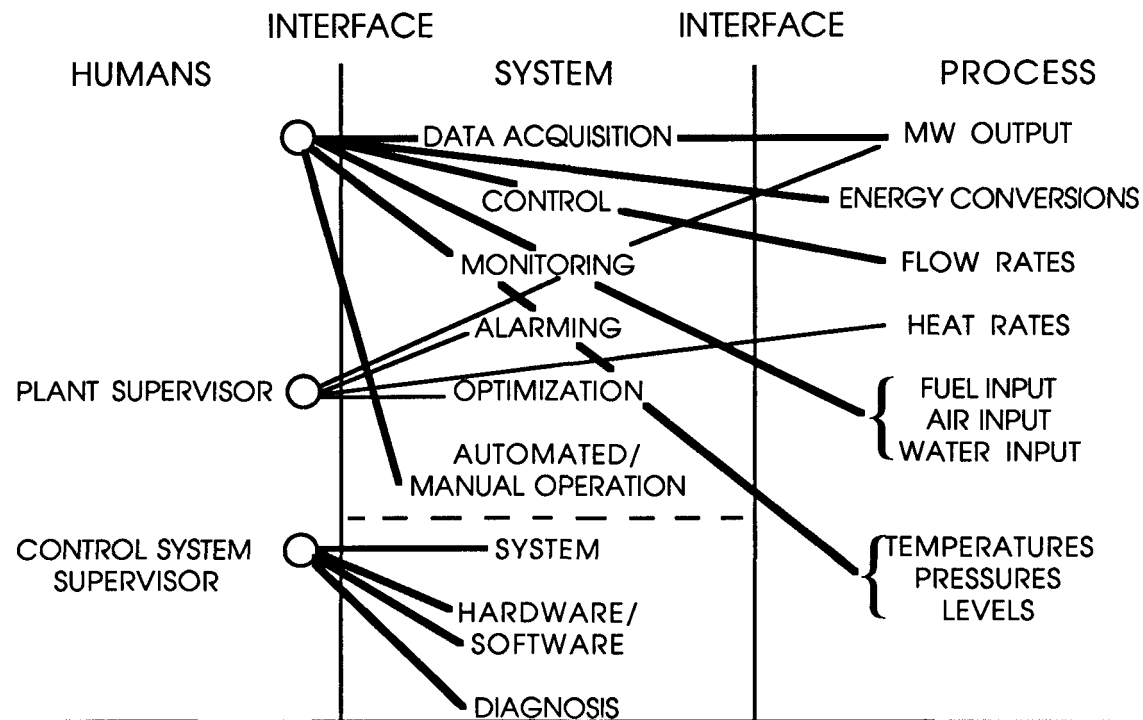 INTERFACE
INTERFACE
HUMANS
SYSTEM
PROCESS
DATA ACQUISITION
MW OUTPUT
CONTROL
ENERGY CONVERSIONS
MONITORING
FLOW RATES
ALARMING
HEAT RATES
PLANT SUPERVISOR
OPTIMIZATION
FUEL INPUT
AIR INPUT
WATER INPUT
AUTOMATED/
MANUAL OPERATION
CONTROL SYSTEM
SUPERVISOR
SYSTEM
TEMPERATURES
PRESSURES
LEVELS
HARDWARE/
SOFTWARE
DIAGNOSIS